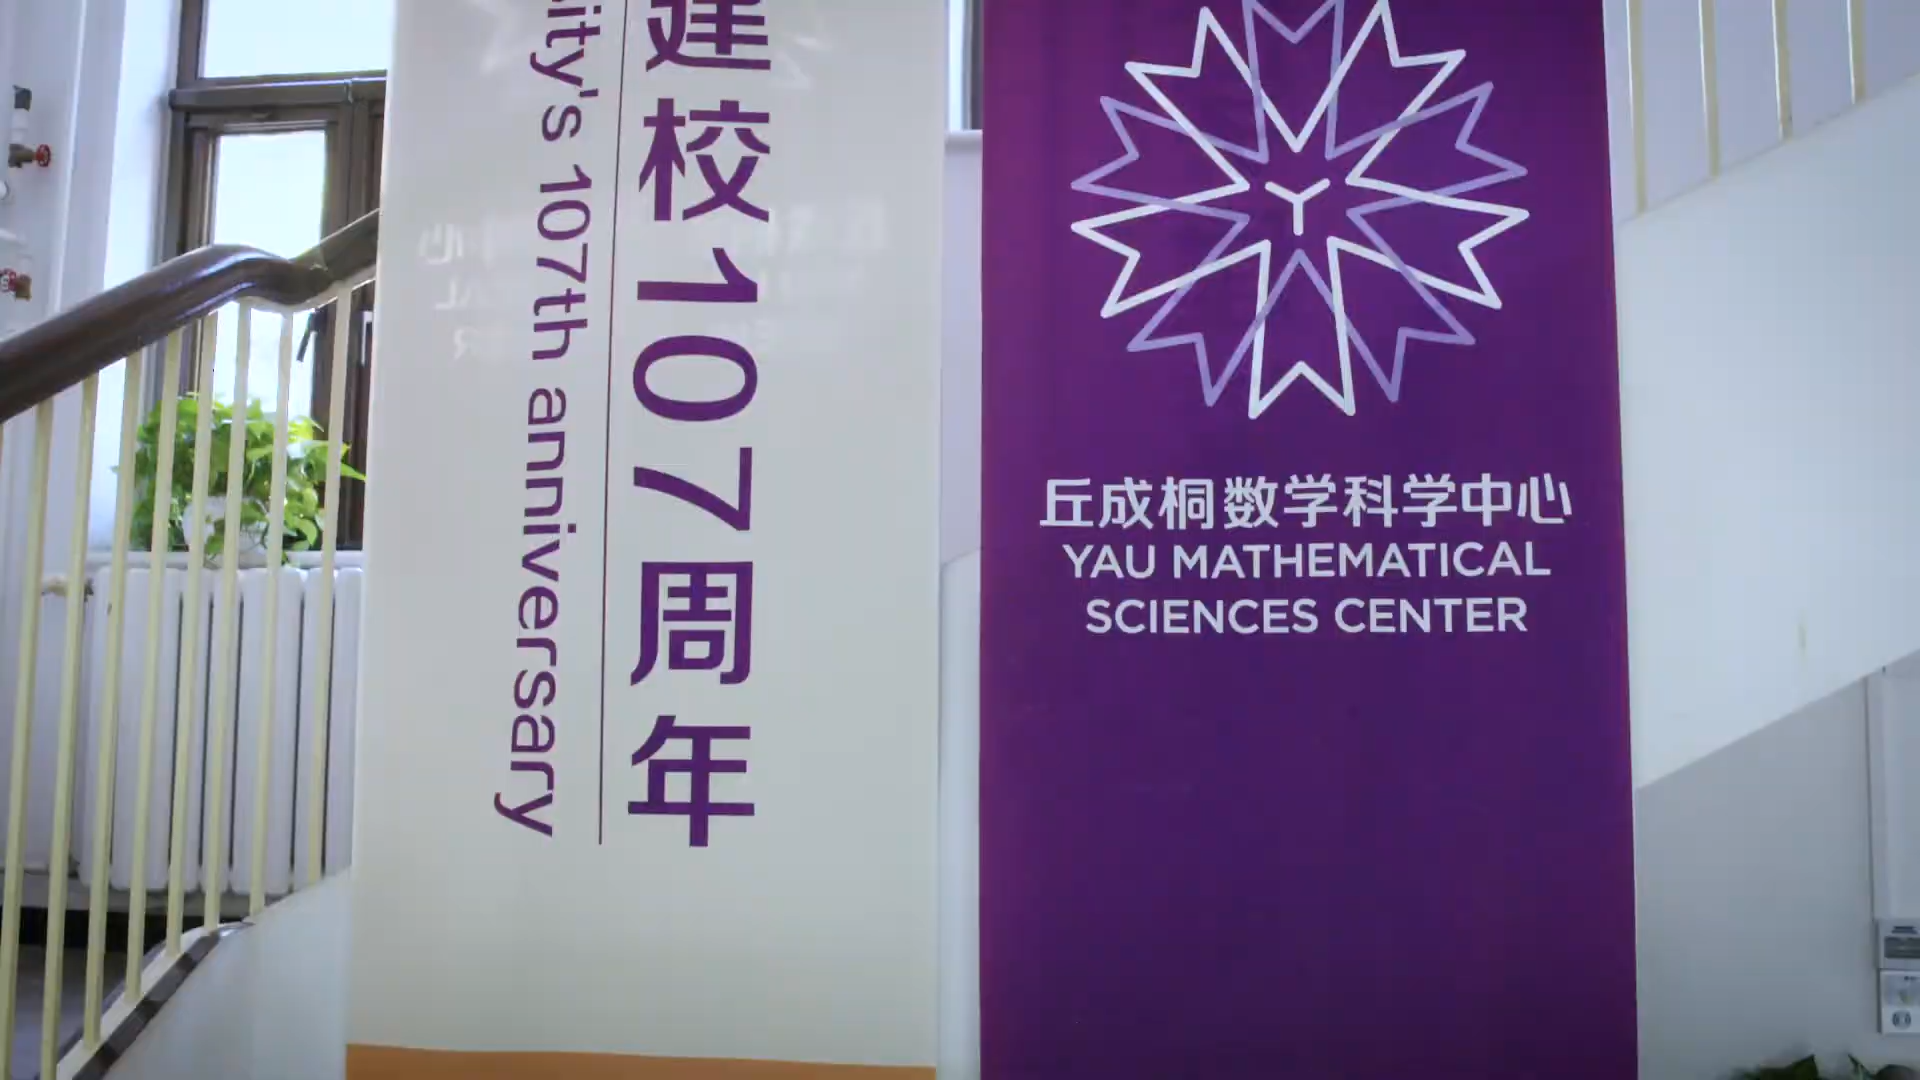 建校107周年
ity's 107th anniversary
Y
丘成桐数学科学中心
YAU MATHEMATICAL
SCIENCES CENTER